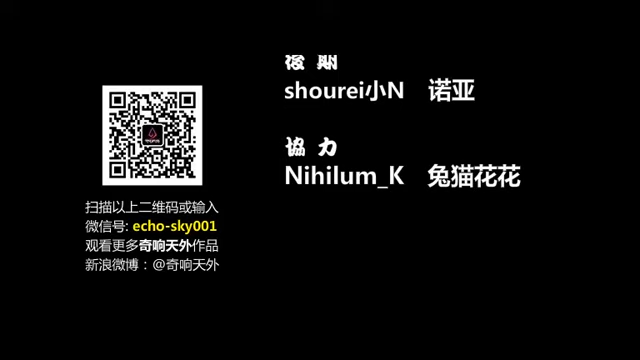 後期
shourei小N 诺亚
協力
Nihilum_K 兔猫花花
扫描以上二维码或输入
微信号: echo-sky001
观看更多奇响天外作品
新浪微博：@奇响天外